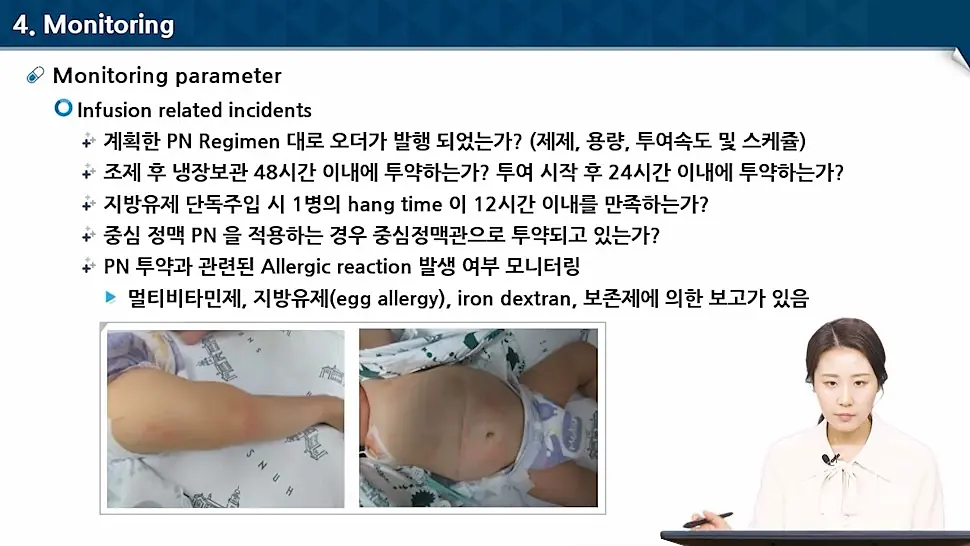 4. Monitoring
Monitoring parameter
Infusion related incidents
계획한 PN Regimen 대로 오더가 발행 되었는가? (제제, 용량, 투여속도 및 스케쥴)
조제 후 냉장보관 48시간 이내에 투약하는가? 투여 시작 후 24시간 이내에 투약하는가?
지방유제 단독주입 시 1병의 hang time 이 12시간 이내를 만족하는가?
중심 정맥 PN 을 적용하는 경우 중심정맥관으로 투약되고 있는가?
PN 투약과 관련된 Allergic reaction 발생 여부 모니터링
멀티비타민제, 지방유제(egg allergy), iron dextran, 보존제에 의한 보고가 있음
SNUH